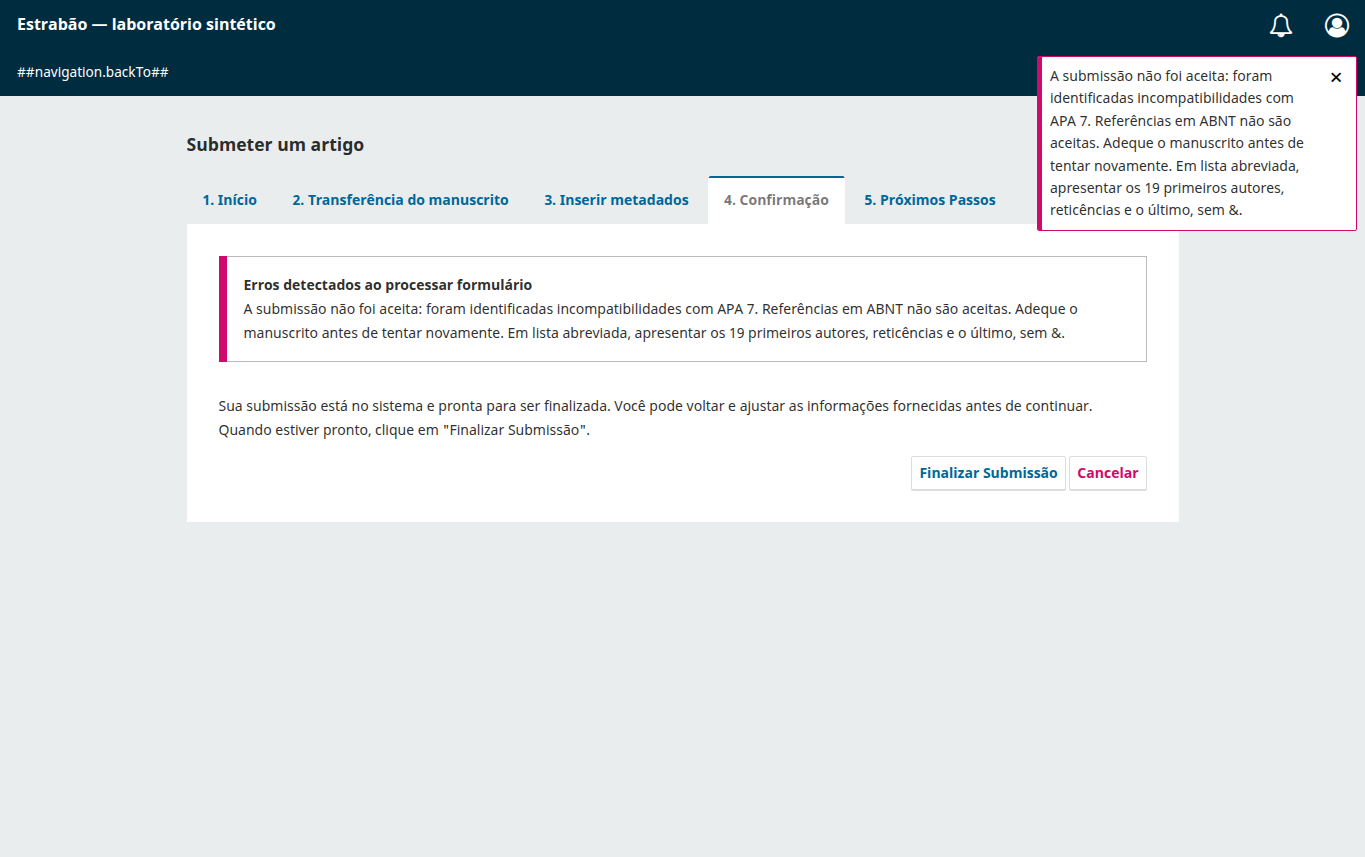 Estrabão — laboratório sintético
##navigation.backTo##
A submissão não foi aceita: foram
identificadas incompatibilidades com
APA 7. Referências em ABNT não são
aceitas. Adeque o manuscrito antes de
tentar novamente. Em lista abreviada,
apresentar os 19 primeiros autores,
reticências e o último, sem &.
Submeter um artigo
1. Início 2. Transferência do manuscrito 3. Inserir metadados 4. Confirmação 5. Próximos Passos
Erros detectados ao processar formulário
A submissão não foi aceita: foram identificadas incompatibilidades com APA 7. Referências em ABNT não são aceitas. Adeque o
manuscrito antes de tentar novamente. Em lista abreviada, apresentar os 19 primeiros autores, reticências e o último, sem &.
Sua submissão está no sistema e pronta para ser finalizada. Você pode voltar e ajustar as informações fornecidas antes de continuar.
Quando estiver pronto, clique em "Finalizar Submissão".
Finalizar Submissão Cancelar